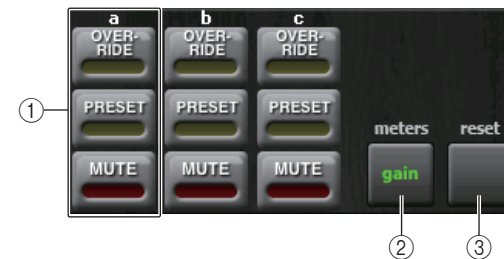 a b c
OVER-RIDE OVER-RIDE OVER-RIDE
PRESET PRESET PRESET
meters reset
MUTE MUTE MUTE
gain
① ② ③